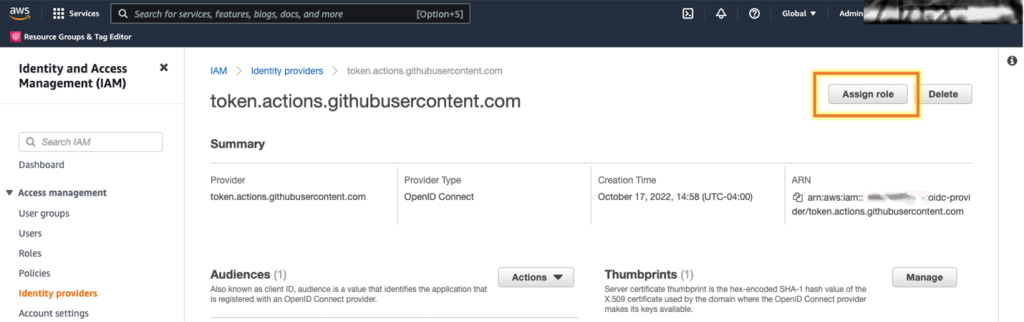 aws
Services
Search for services, features, blogs, docs, and more
[Option+S]
Global
Admin
Resource Groups & Tag Editor
Identity and Access
Management (IAM)
Search IAM
Dashboard
Access management
User groups
Users
Roles
Policies
Identity providers
Account settings
IAM > Identity providers > token.actions.githubusercontent.com
token.actions.githubusercontent.com
Assign role
Delete
Summary
Provider
token.actions.githubusercontent.com
Provider Type
OpenID Connect
Creation Time
October 17, 2022, 14:58 (UTC-04:00)
ARN
arn:aws:iam:: :oidc-provi
der/token.actions.githubusercontent.com
Audiences (1)
Also known as client ID, audience is a value that identifies the application that
is registered with an OpenID Connect provider.
Actions
Thumbprints (1)
Server certificate thumbprint is the hex-encoded SHA-1 hash value of the
X.509 certificate used by the domain where the OpenID Connect provider
makes its keys available.
Manage